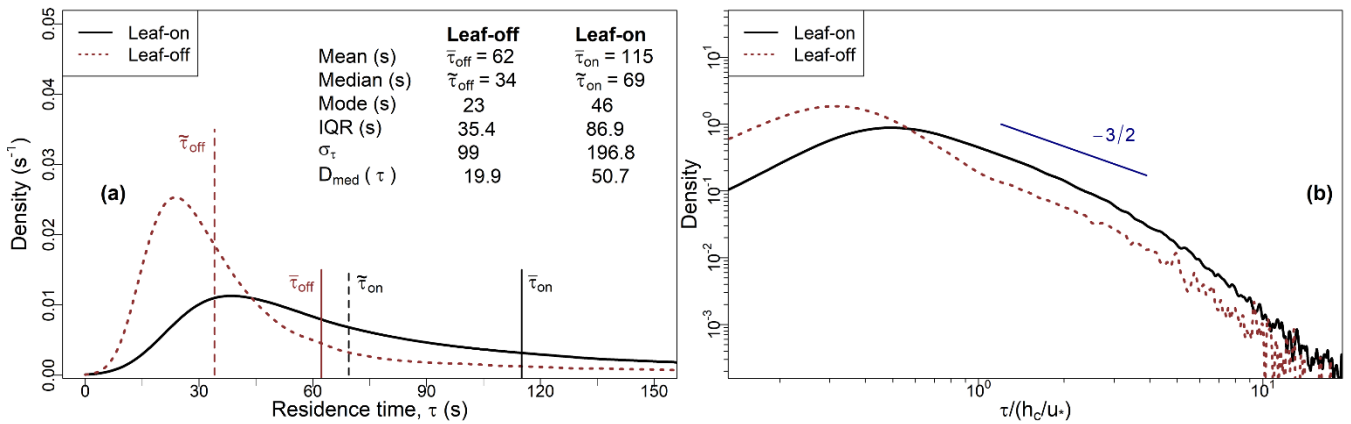 Leaf-on
Leaf-off
Leaf-off Leaf-on
Mean (s) τ̅off = 62 τ̅on = 115
Median (s) τ̃off = 34 τ̃on = 69
Mode (s) 23 46
IQR (s) 35.4 86.9
στ 99 196.8
Dmed ( τ ) 19.9 50.7
τ̃off
(a)
τ̅off
τ̃on
τ̅on
Density (s⁻¹)
0.00 0.01 0.02 0.03 0.04 0.05
0 30 60 90 120 150
Residence time, τ (s)
Leaf-on
Leaf-off
−3/2
(b)
Density
10⁻³ 10⁻² 10⁻¹ 10⁰ 10¹
10⁰ 10¹
τ/(hc/u*)